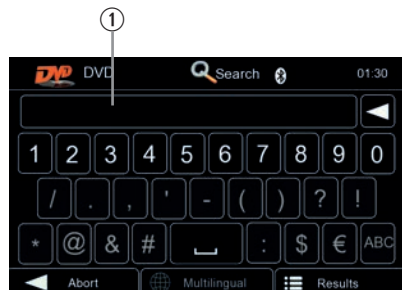 ①
DVD DVD Search 01:30
1 2 3 4 5 6 7 8 9 0
/ . , ' - ( ) ? !
* @ & # ⎵ : $ € ABC
Abort Multilingual Results